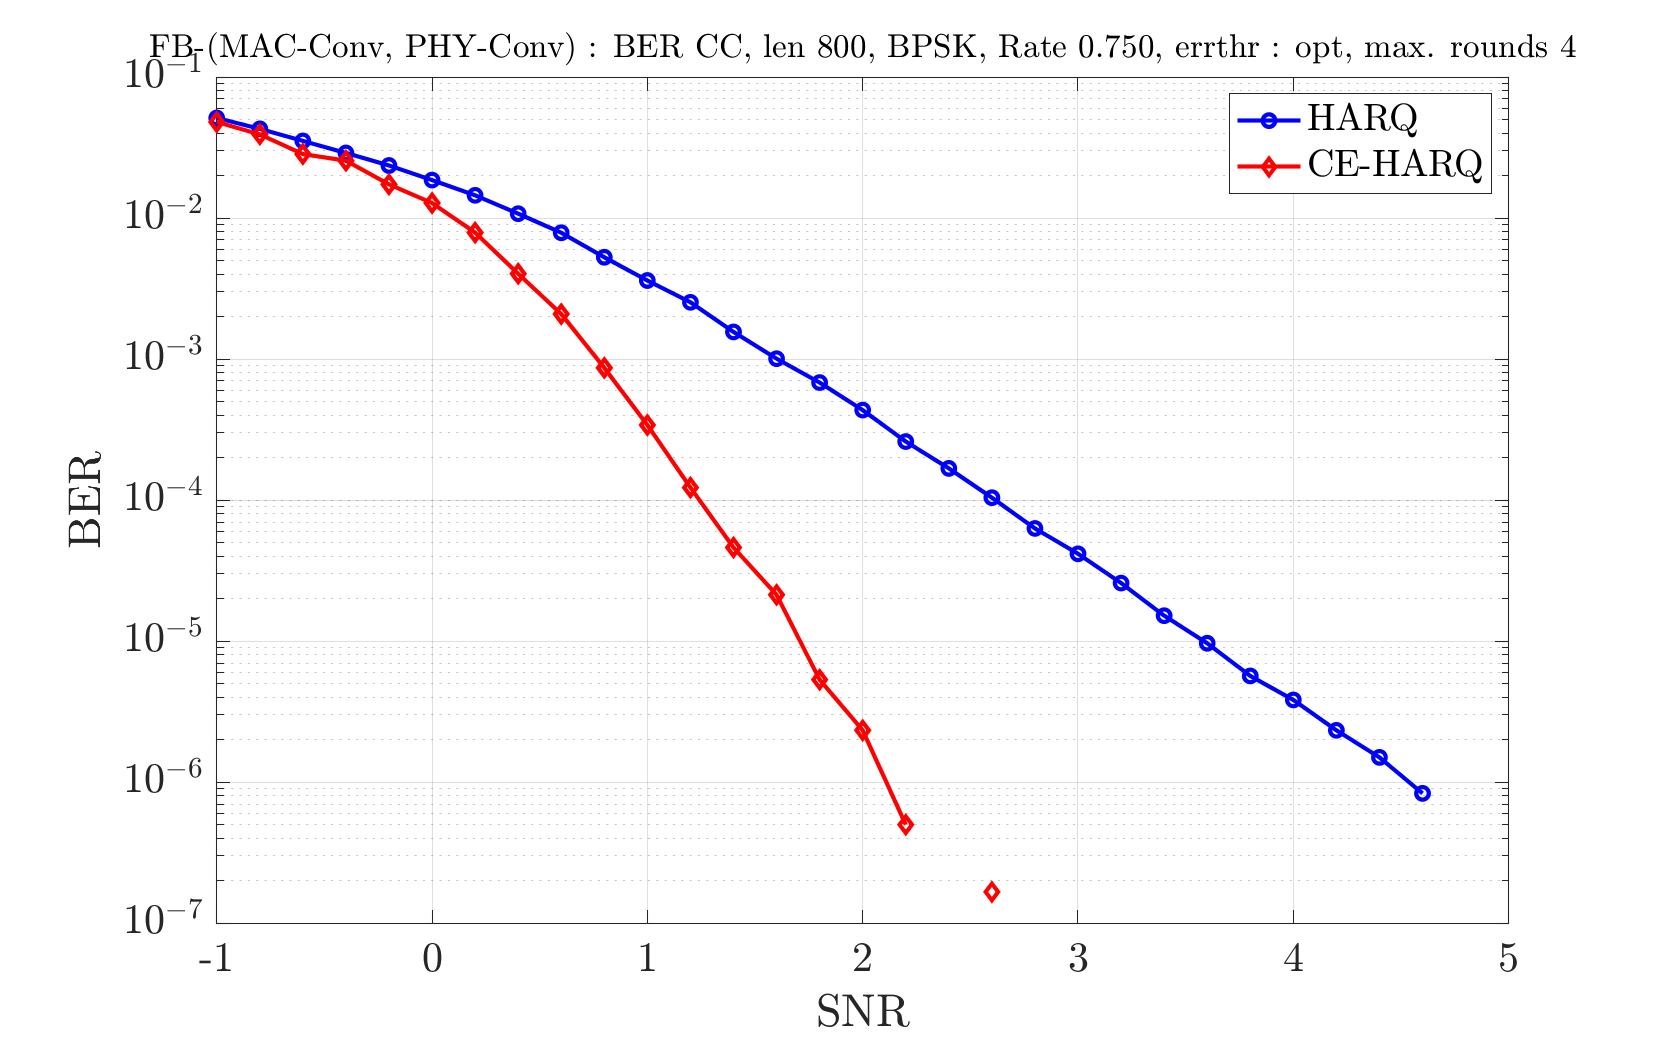 FB-(MAC-Conv, PHY-Conv) : BER CC, len 800, BPSK, Rate 0.750, errthr : opt, max. rounds 4
HARQ
CE-HARQ
BER
10^{-1}
10^{-2}
10^{-3}
10^{-4}
10^{-5}
10^{-6}
10^{-7}
-1 0 1 2 3 4 5
SNR